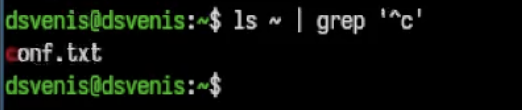 dsvenis@dsvenis:~$ ls ~ | grep '^c'
conf.txt
dsvenis@dsvenis:~$